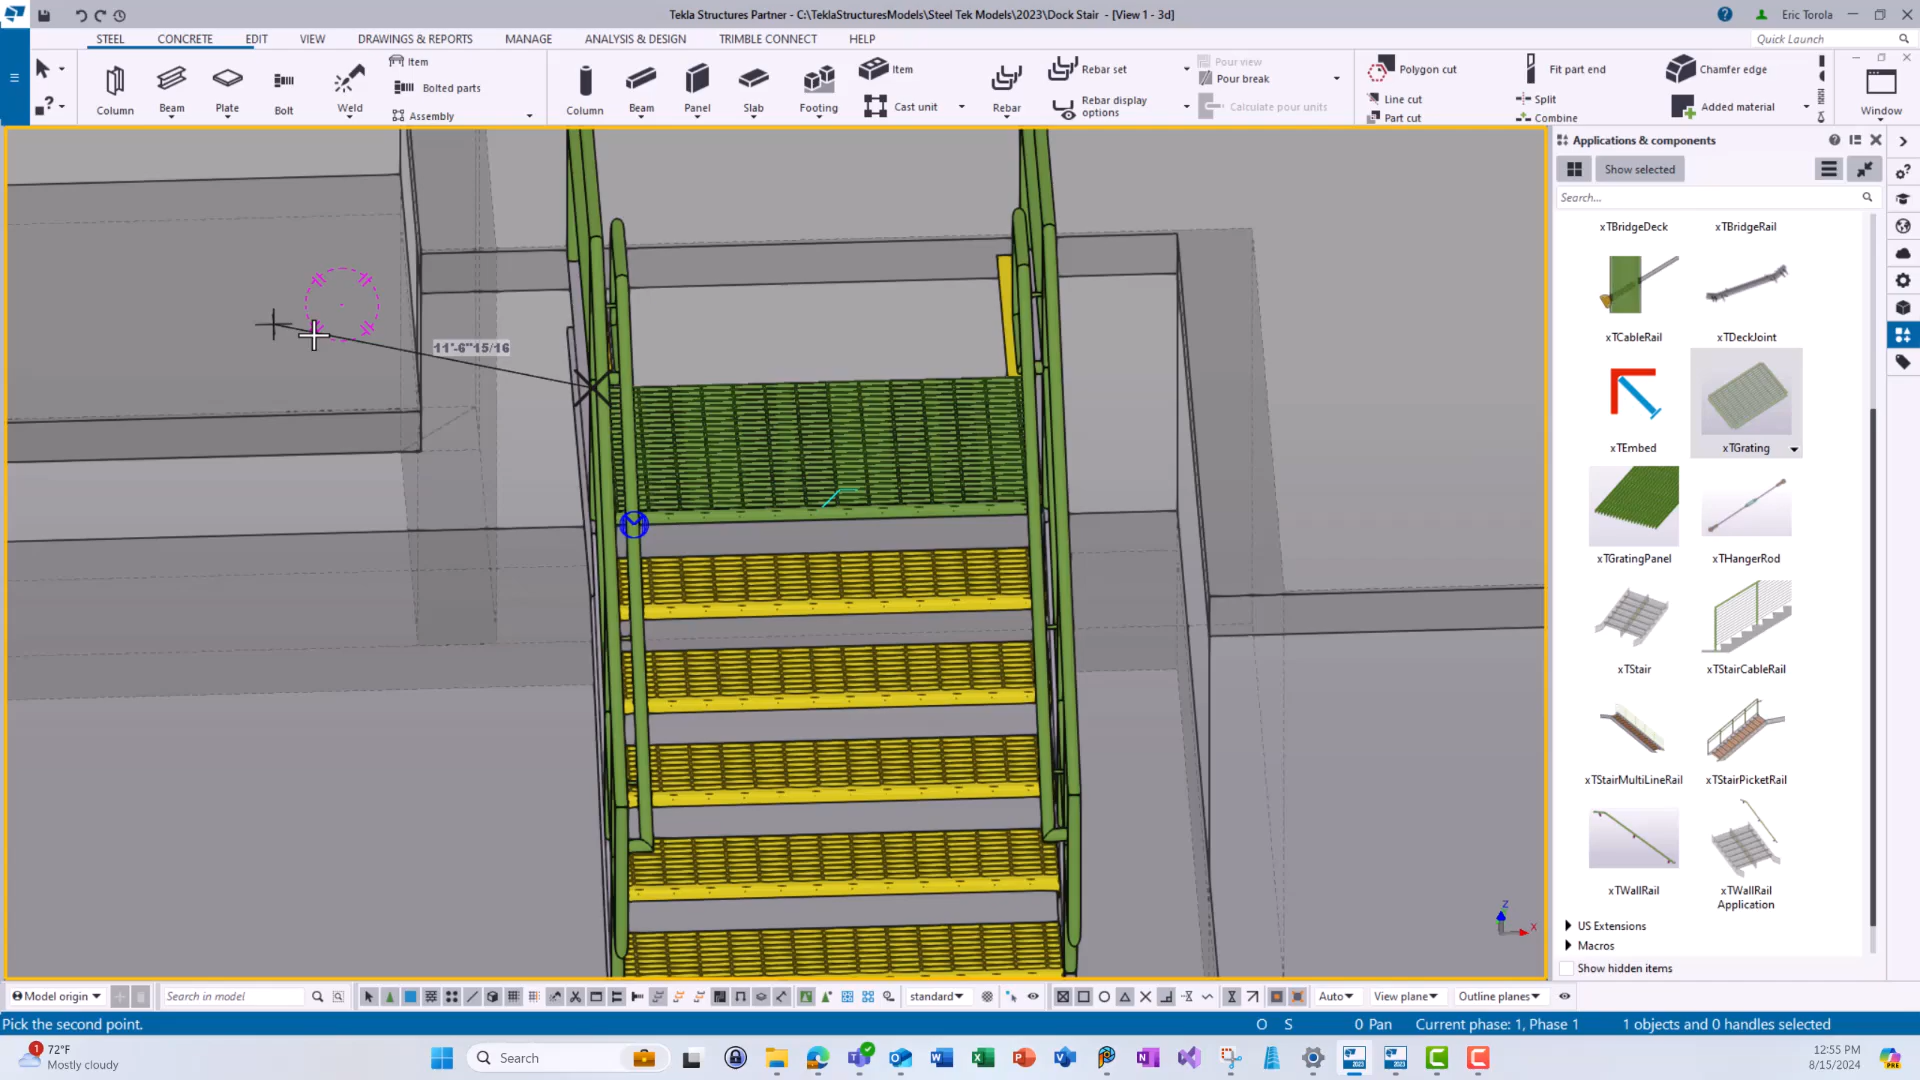 Tekla Structures Partner - C:\TeklaStructuresModels\Steel Tek Models\2023\Dock Stair - [View 1 - 3d]
Eric Torola
STEEL CONCRETE EDIT VIEW DRAWINGS & REPORTS MANAGE ANALYSIS & DESIGN TRIMBLE CONNECT HELP
Quick Launch
Column Beam Plate Bolt Weld
Item
Bolted parts
Assembly
Column Beam Panel Slab Footing
Item
Cast unit
Rebar
Rebar set
Rebar display options
Pour view
Pour break
Calculate pour units
Polygon cut
Line cut
Part cut
Fit part end
Split
Combine
Chamfer edge
Added material
Window
11'-6"15/16
Applications & components
Show selected
Search...
xTBridgeDeck xTBridgeRail
xTCableRail xTDeckJoint
xTEmbed xTGrating
xTGratingPanel xTHangerRod
xTStair xTStairCableRail
xTStairMultiLineRail xTStairPicketRail
xTWallRail xTWallRail Application
US Extensions
Macros
Show hidden items
Z
X
Model origin
Search in model
standard
Auto
View plane
Outline planes
Pick the second point.
O S 0 Pan Current phase: 1, Phase 1 1 objects and 0 handles selected
1
72°F
Mostly cloudy
Search
12:55 PM
8/15/2024